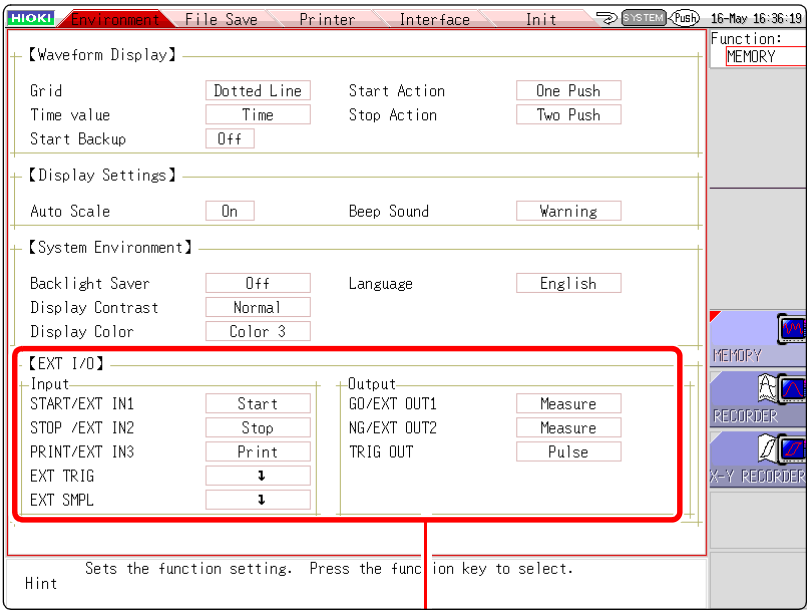 HIOKI Environment File Save Printer Interface Init SYSTEM Push 16-May 16:36:19
Function:
MEMORY
【Waveform Display】
Grid Dotted Line Start Action One Push
Time value Time Stop Action Two Push
Start Backup Off
【Display Settings】
Auto Scale On Beep Sound Warning
【System Environment】
Backlight Saver Off Language English
Display Contrast Normal
Display Color Color 3
【EXT I/O】
Input Output
START/EXT IN1 Start GO/EXT OUT1 Measure
STOP /EXT IN2 Stop NG/EXT OUT2 Measure
PRINT/EXT IN3 Print TRIG OUT Pulse
EXT TRIG ↴
EXT SMPL ↴
MEMORY
RECORDER
X-Y RECORDER
Sets the function setting. Press the function key to select.
Hint